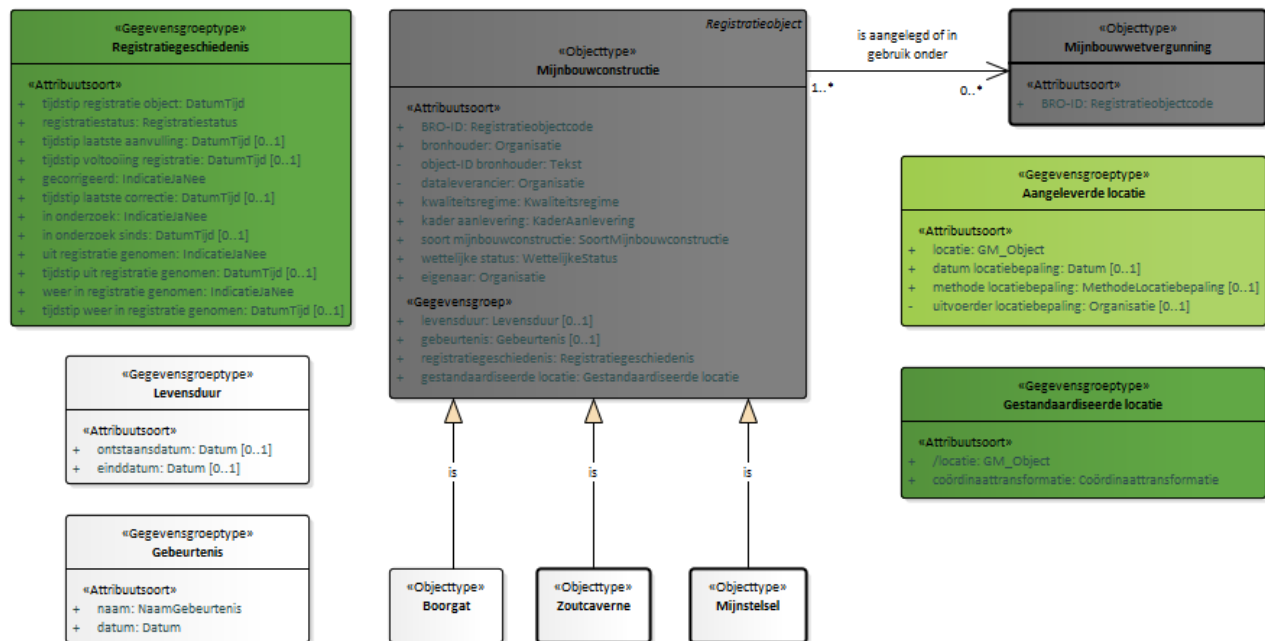 «Gegevensgroeptype»
Registratiegeschiedenis
«Attribuutsoort»
+ tijdstip registratie object: DatumTijd
+ registratiestatus: Registratiestatus
+ tijdstip laatste aanvulling: DatumTijd [0..1]
+ tijdstip voltooiing registratie: DatumTijd [0..1]
+ gecorrigeerd: IndicatieJaNee
+ tijdstip laatste correctie: DatumTijd [0..1]
+ in onderzoek: IndicatieJaNee
+ in onderzoek sinds: DatumTijd [0..1]
+ uit registratie genomen: IndicatieJaNee
+ tijdstip uit registratie genomen: DatumTijd [0..1]
+ weer in registratie genomen: IndicatieJaNee
+ tijdstip weer in registratie genomen: DatumTijd [0..1]
«Gegevensgroeptype»
Levensduur
«Attribuutsoort»
+ ontstaansdatum: Datum [0..1]
+ einddatum: Datum [0..1]
«Gegevensgroeptype»
Gebeurtenis
«Attribuutsoort»
+ naam: NaamGebeurtenis
+ datum: Datum
Registratieobject
«Objecttype»
Mijnbouwconstructie
«Attribuutsoort»
+ BRO-ID: Registratieobjectcode
+ bronhouder: Organisatie
- object-ID bronhouder: Tekst
- dataleverancier: Organisatie
+ kwaliteitsregime: Kwaliteitsregime
+ kader aanlevering: KaderAanlevering
+ soort mijnbouwconstructie: SoortMijnbouwconstructie
+ wettelijke status: WettelijkeStatus
+ eigenaar: Organisatie
«Gegevensgroep»
+ levensduur: Levensduur [0..1]
+ gebeurtenis: Gebeurtenis [0..1]
+ registratiegeschiedenis: Registratiegeschiedenis
+ gestandaardiseerde locatie: Gestandaardiseerde locatie
is
is
is
«Objecttype»
Boorgat
«Objecttype»
Zoutcaverne
«Objecttype»
Mijnstelsel
is aangelegd of in
gebruik onder
1..*
0..*
«Objecttype»
Mijnbouwwetvergunning
«Attribuutsoort»
+ BRO-ID: Registratieobjectcode
«Gegevensgroeptype»
Aangeleverde locatie
«Attribuutsoort»
+ locatie: GM_Object
+ datum locatiebepaling: Datum [0..1]
+ methode locatiebepaling: MethodeLocatiebepaling [0..1]
- uitvoerder locatiebepaling: Organisatie [0..1]
«Gegevensgroeptype»
Gestandaardiseerde locatie
«Attribuutsoort»
+ /locatie: GM_Object
+ coördinaattransformatie: Coördinaattransformatie